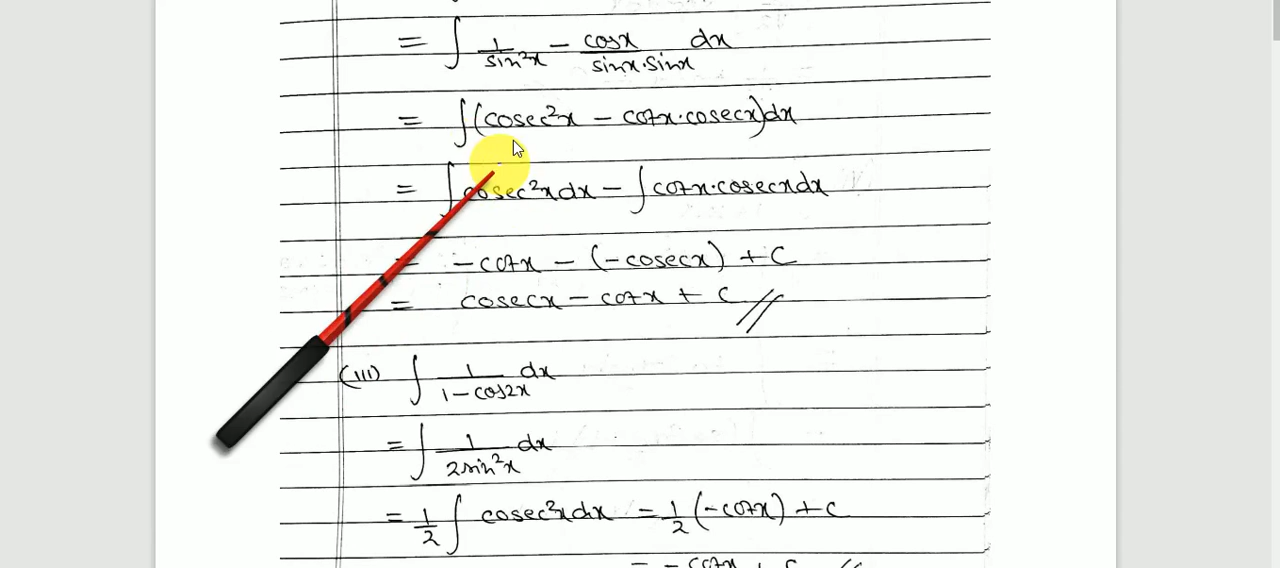 = ∫ 1/sin²x − cosx/sinx·sinx dx
= ∫(cosec²x − cotx·cosecx)dx
= ∫cosec²x dx − ∫cotx·cosecx dx
= -cotx − (-cosecx) + C
= cosecx − cotx + C //
(III) ∫ 1/1−cos2x dx
= ∫ 1/2sin²x dx
= 1/2 ∫ cosec²x dx = 1/2 (-cotx) + C